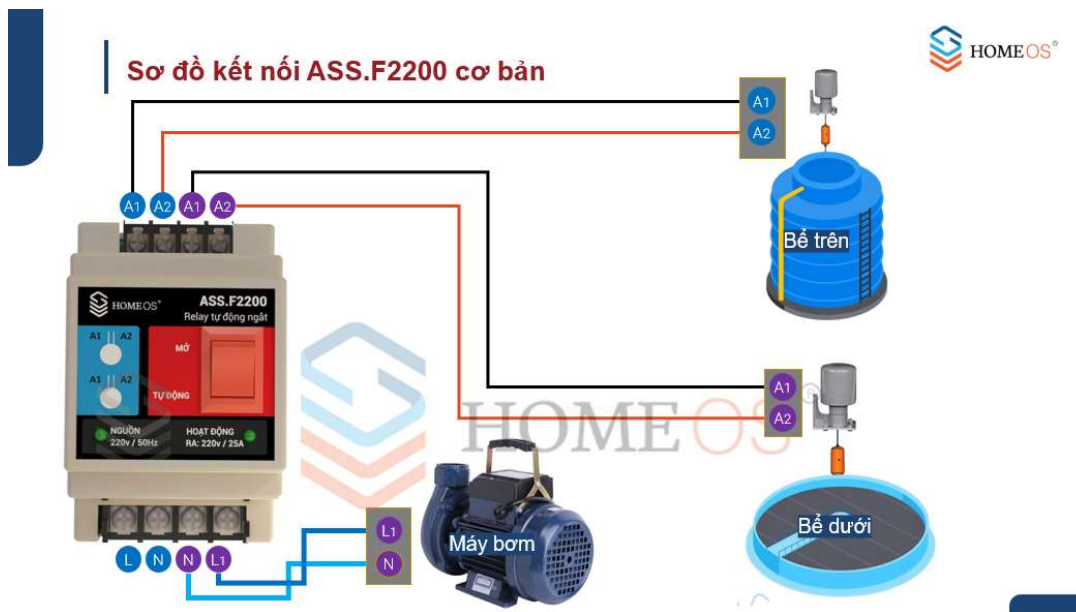 Sơ đồ kết nối ASS.F2200 cơ bản
HOMEOS®
A1
A2
Bể trên
A1 A2 A1 A2
HOMEOS®
ASS.F2200
Relay tự động ngắt
A1 A2
A1 A2
MỞ
TỰ ĐỘNG
NGUỒN
220v / 50Hz
HOẠT ĐỘNG
RA: 220v / 25A
HOMEOS®
A1
A2
Bể dưới
L N N L1
L1
N
Máy bơm